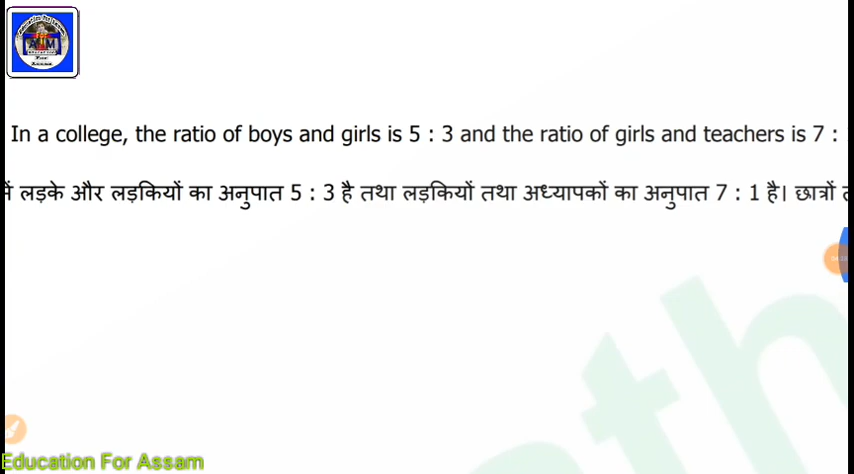 AIM
In a college, the ratio of boys and girls is 5 : 3 and the ratio of girls and teachers is 7 :
में लड़के और लड़कियों का अनुपात 5 : 3 है तथा लड़कियों तथा अध्यापकों का अनुपात 7 : 1 है। छात्रों
Education For Assam